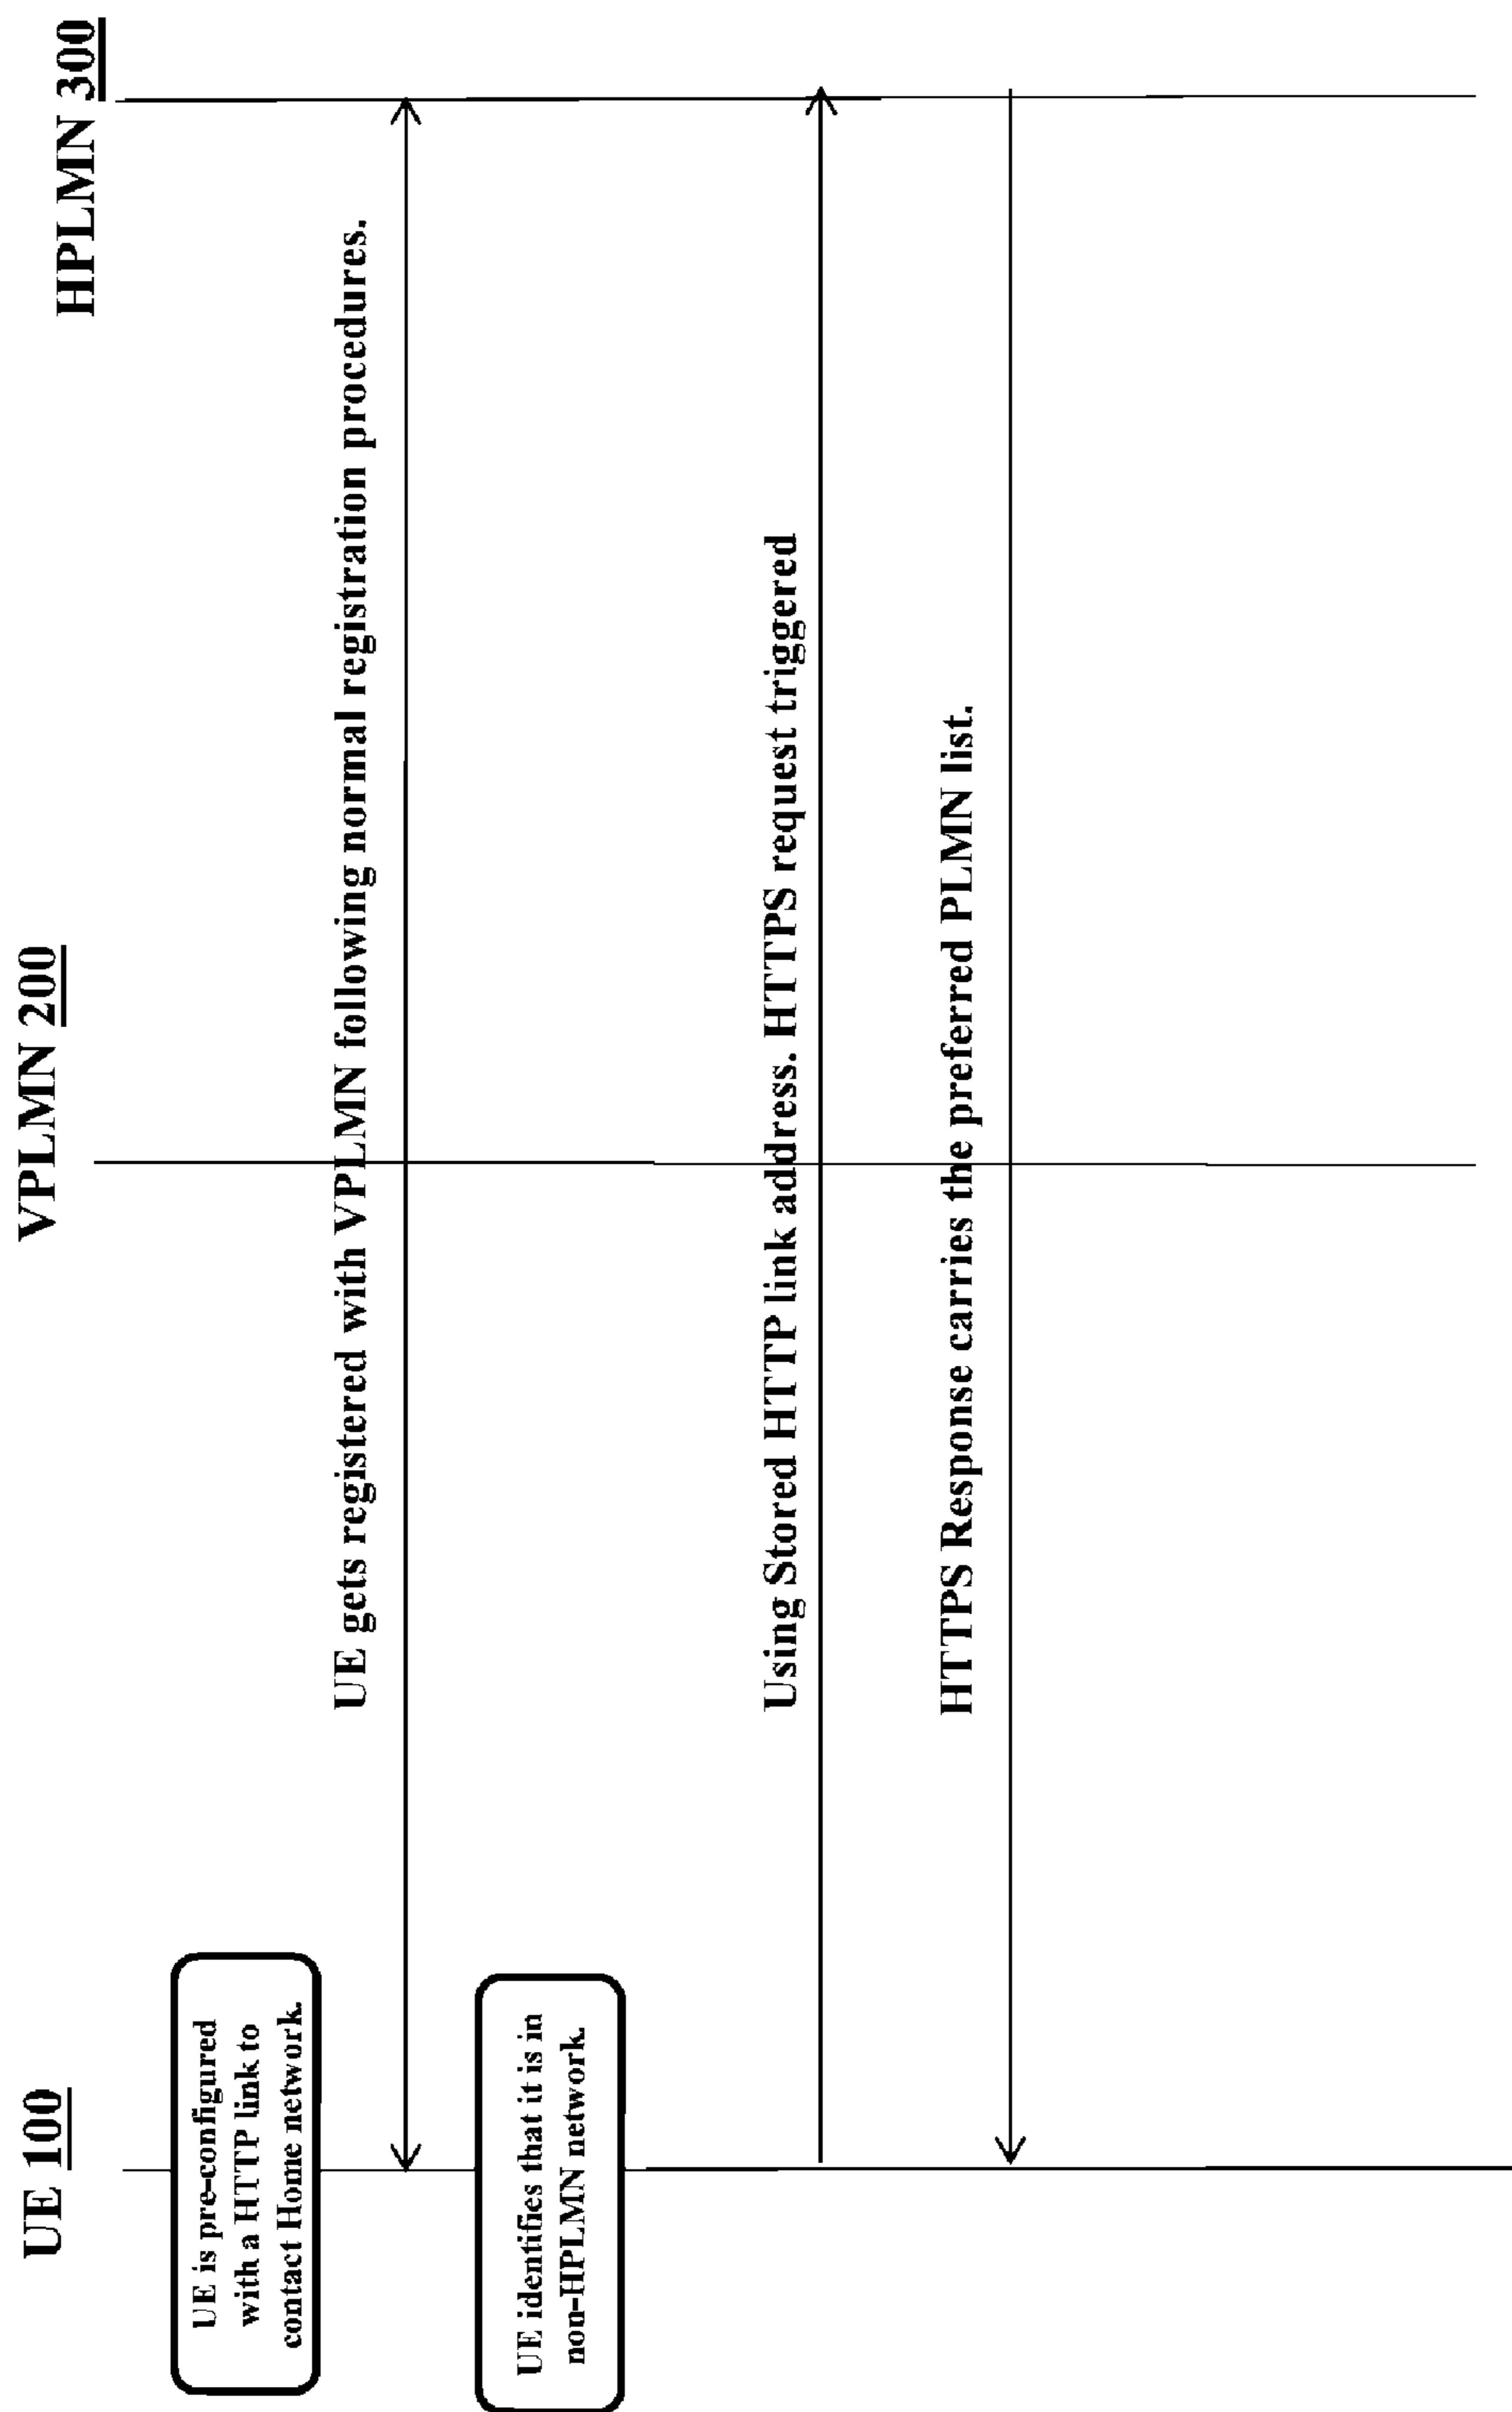 UE 100
VPLMN 200
HPLMN 300
UE is pre-configured
with a HTTP link to
contact Home network.
UE gets registered with VPLMN following normal registration procedures.
UE identifies that it is in
non-HPLMN network.
Using Stored HTTP link address. HTTPS request triggered
HTTPS Response carries the preferred PLMN list.